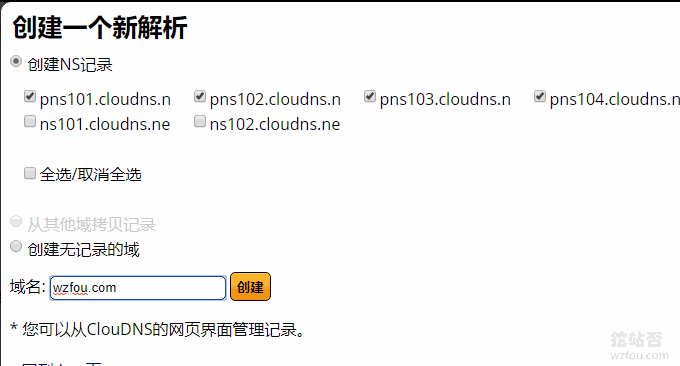 创建一个新解析
创建NS记录
pns101.cloudns.n pns102.cloudns.n pns103.cloudns.n pns104.cloudns.n
ns101.cloudns.ne ns102.cloudns.ne
全选/取消全选
从其他域拷贝记录
创建无记录的域
域名: wzfou.com 创建
* 您可以从ClouDNS的网页界面管理记录。
挖站否
wzfou.com